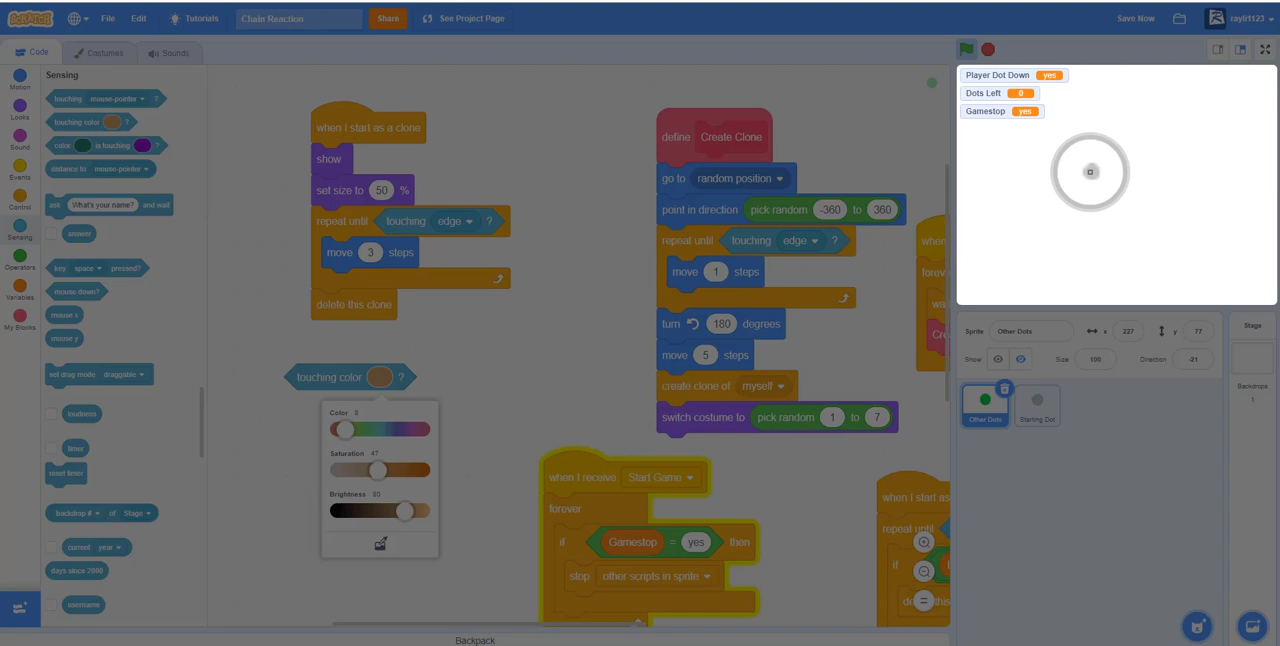 SCRATCH
File
Edit
Tutorials
Chain Reaction
Share
See Project Page
Save Now
rayli1123
Code
Costumes
Sounds
Motion
Looks
Sound
Events
Control
Sensing
Operators
Variables
My Blocks
Sensing
touching mouse-pointer ?
touching color ?
color is touching ?
distance to mouse-pointer
ask What's your name? and wait
answer
key space pressed?
mouse down?
mouse x
mouse y
set drag mode draggable
loudness
timer
reset timer
backdrop # of Stage
current year
days since 2000
username
when I start as a clone
show
set size to 50 %
repeat until touching edge ?
move 3 steps
delete this clone
touching color ?
Color 8
Saturation 47
Brightness 80
define Create Clone
go to random position
point in direction pick random -360 to 360
repeat until touching edge ?
move 1 steps
turn 180 degrees
move 5 steps
create clone of myself
switch costume to pick random 1 to 7
when I receive Start Game
forever
if Gamestop = yes then
stop other scripts in sprite
when
forev
wa
Cre
when I start as
repeat until
if
this
Backpack
Player Dot Down yes
Dots Left 0
Gamestop yes
Sprite Other Dots x 227 y 77
Show Size 100 Direction -21
Other Dots
Starting Dot
Stage
Backdrops
1